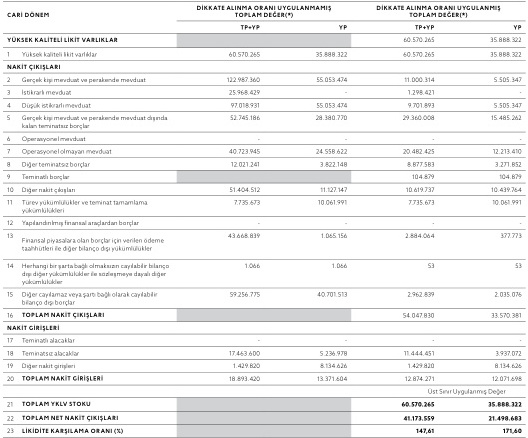 DİKKATE ALINMA ORANI UYGULANMAMIŞ TOPLAM DEĞER(*) DİKKATE ALINMA ORANI UYGULANMIŞ TOPLAM DEĞER(*)
CARİ DÖNEM TP+YP YP TP+YP YP
YÜKSEK KALİTELİ LİKİT VARLIKLAR 60.570.265 35.888.322
1 Yüksek kaliteli likit varlıklar 60.570.265 35.888.322 60.570.265 35.888.322
NAKİT ÇIKIŞLARI
2 Gerçek kişi mevduat ve perakende mevduat 122.987.360 55.053.474 11.000.314 5.505.347
3 İstikrarlı mevduat 25.968.429 - 1.298.421 -
4 Düşük istikrarlı mevduat 97.018.931 55.053.474 9.701.893 5.505.347
5 Gerçek kişi mevduat ve perakende mevduat dışında 52.745.186 28.380.770 29.360.008 15.485.262
kalan teminatsız borçlar
6 Operasyonel mevduat - - - -
7 Operasyonel olmayan mevduat 40.723.945 24.558.622 20.482.425 12.213.410
8 Diğer teminatsız borçlar 12.021.241 3.822.148 8.877.583 3.271.852
9 Teminatlı borçlar 104.879 104.879
10 Diğer nakit çıkışları 51.404.512 11.127.147 10.619.737 10.439.764
11 Türev yükümlülükler ve teminat tamamlama 7.735.673 10.061.991 7.735.673 10.061.991
yükümlülükleri
12 Yapılandırılmış finansal araçlardan borçlar - - - -
13 43.668.839 1.065.156 2.884.064 377.773
Finansal piyasalara olan borçlar için verilen ödeme
taahhütleri ile diğer bilanço dışı yükümlülükler
14 Herhangi bir şarta bağlı olmaksızın cayılabilir bilanço 1.066 1.066 53 53
dışı diğer yükümlülükler ile sözleşmeye dayalı diğer
yükümlülükler
15 Diğer cayılamaz veya şartı bağlı olarak cayılabilir 59.256.775 40.701.513 2.962.839 2.035.076
bilanço dışı borçlar
16 TOPLAM NAKİT ÇIKIŞLARI 54.047.830 33.570.381
NAKİT GİRİŞLERİ
17 Teminatlı alacaklar - - - -
18 Teminatsız alacaklar 17.463.600 5.236.978 11.444.451 3.937.072
19 Diğer nakit girişleri 1.429.820 8.134.626 1.429.820 8.134.626
20 TOPLAM NAKİT GİRİŞLERİ 18.893.420 13.371.604 12.874.271 12.071.698
Üst Sınır Uygulanmış Değer
21 TOPLAM YKLV STOKU 60.570.265 35.888.322
22 TOPLAM NET NAKİT ÇIKIŞLARI 41.173.559 21.498.683
23 LİKİDİTE KARŞILAMA ORANI (%) 147,61 171,60